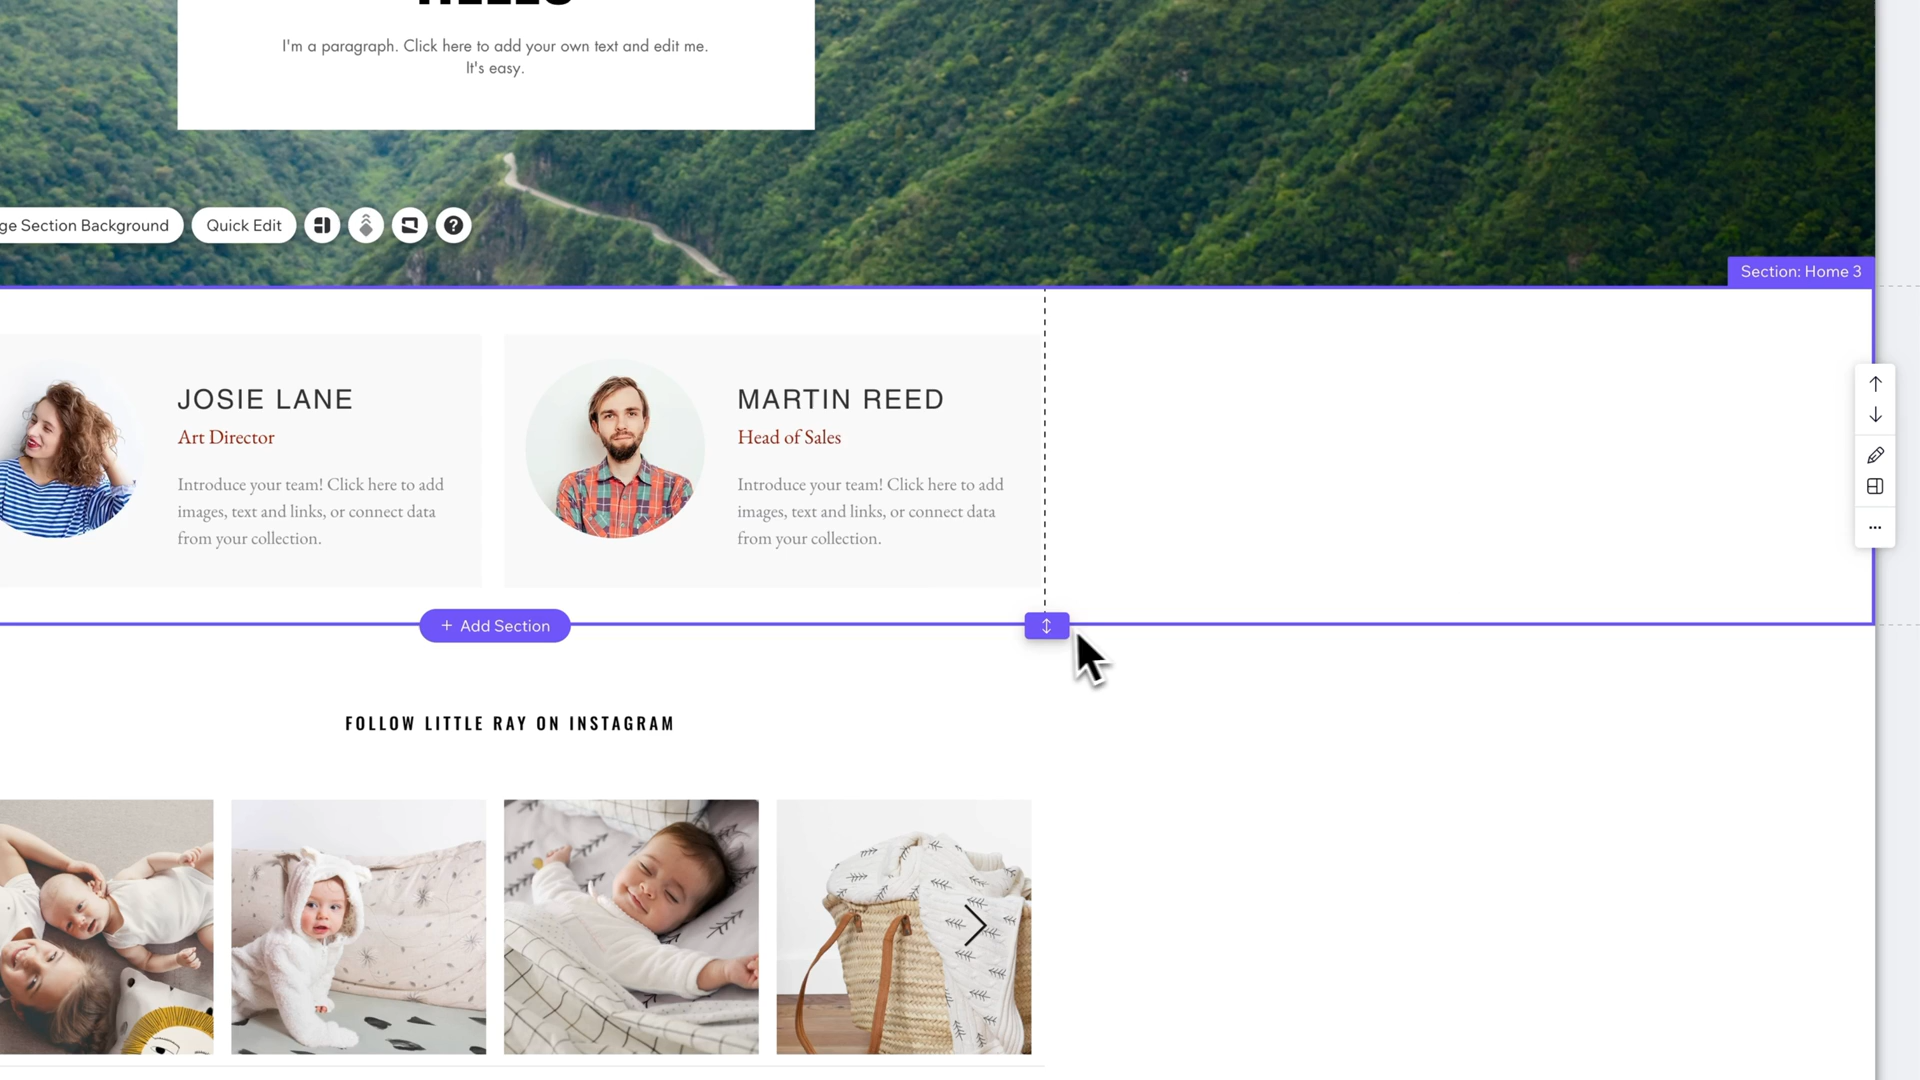 I'm a paragraph. Click here to add your own text and edit me.
It's easy.
ge Section Background
Quick Edit
?
Section: Home 3
JOSIE LANE
Art Director
Introduce your team! Click here to add
images, text and links, or connect data
from your collection.
MARTIN REED
Head of Sales
Introduce your team! Click here to add
images, text and links, or connect data
from your collection.
+ Add Section
FOLLOW LITTLE RAY ON INSTAGRAM